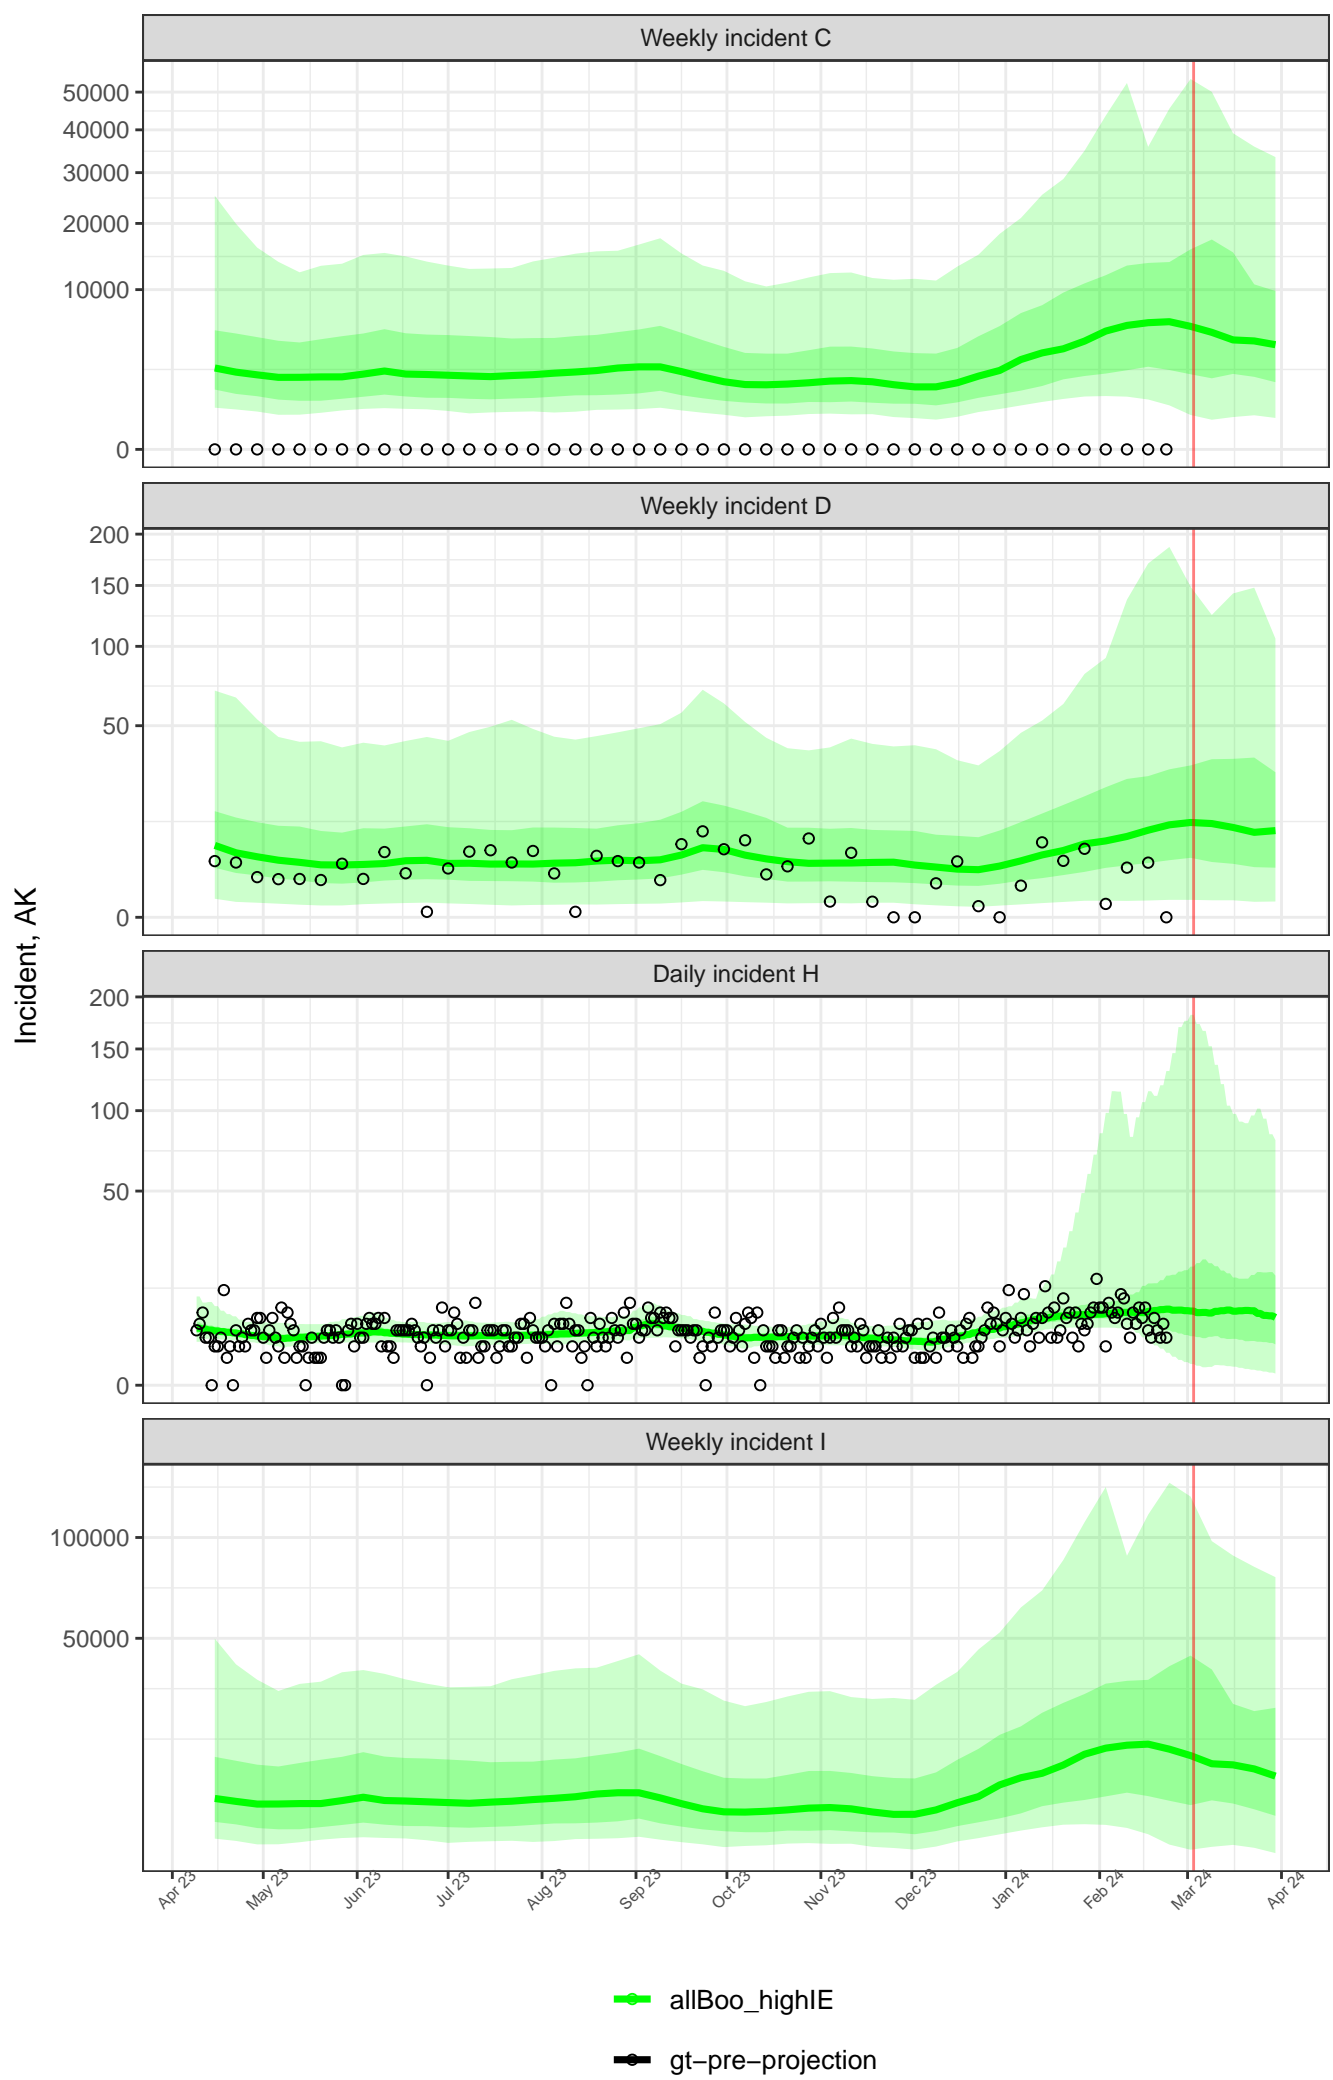 Weekly incident C
50000
40000
30000
20000
10000
0
Weekly incident D
200
150
100
50
0
Incident, AK
Daily incident H
200
150
100
50
0
Weekly incident I
100000
50000
Apr 23 May 23 Jun 23 Jul 23 Aug 23 Sep 23 Oct 23 Nov 23 Dec 23 Jan 24 Feb 24 Mar 24 Apr 24
allBoo_highIE
gt−pre−projection